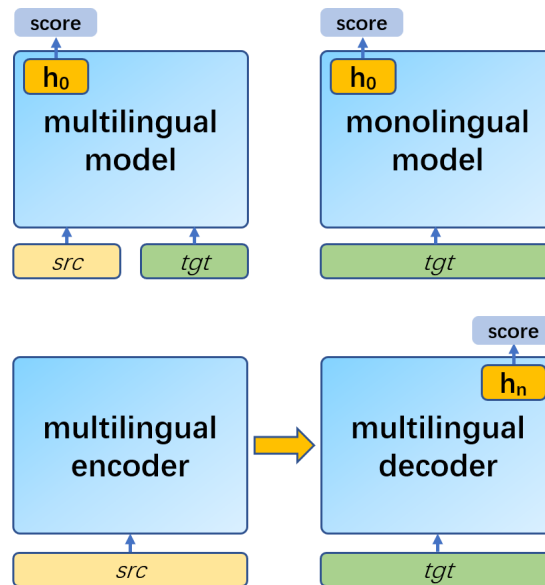 score
h₀
multilingual
model
src
tgt
score
h₀
monolingual
model
tgt
multilingual
encoder
src
score
hₙ
multilingual
decoder
tgt